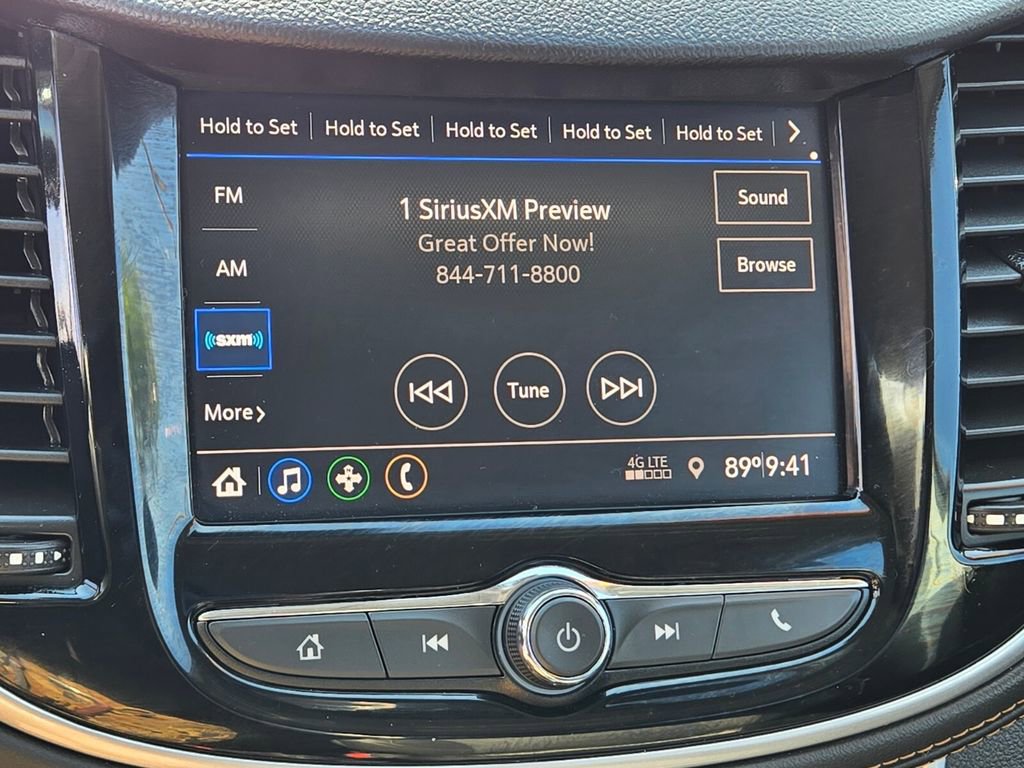 Hold to Set Hold to Set Hold to Set Hold to Set Hold to Set
FM
1 SiriusXM Preview
Sound
Great Offer Now!
AM
844-711-8800
Browse
((sxm))
Tune
More
4G LTE
89° 9:41